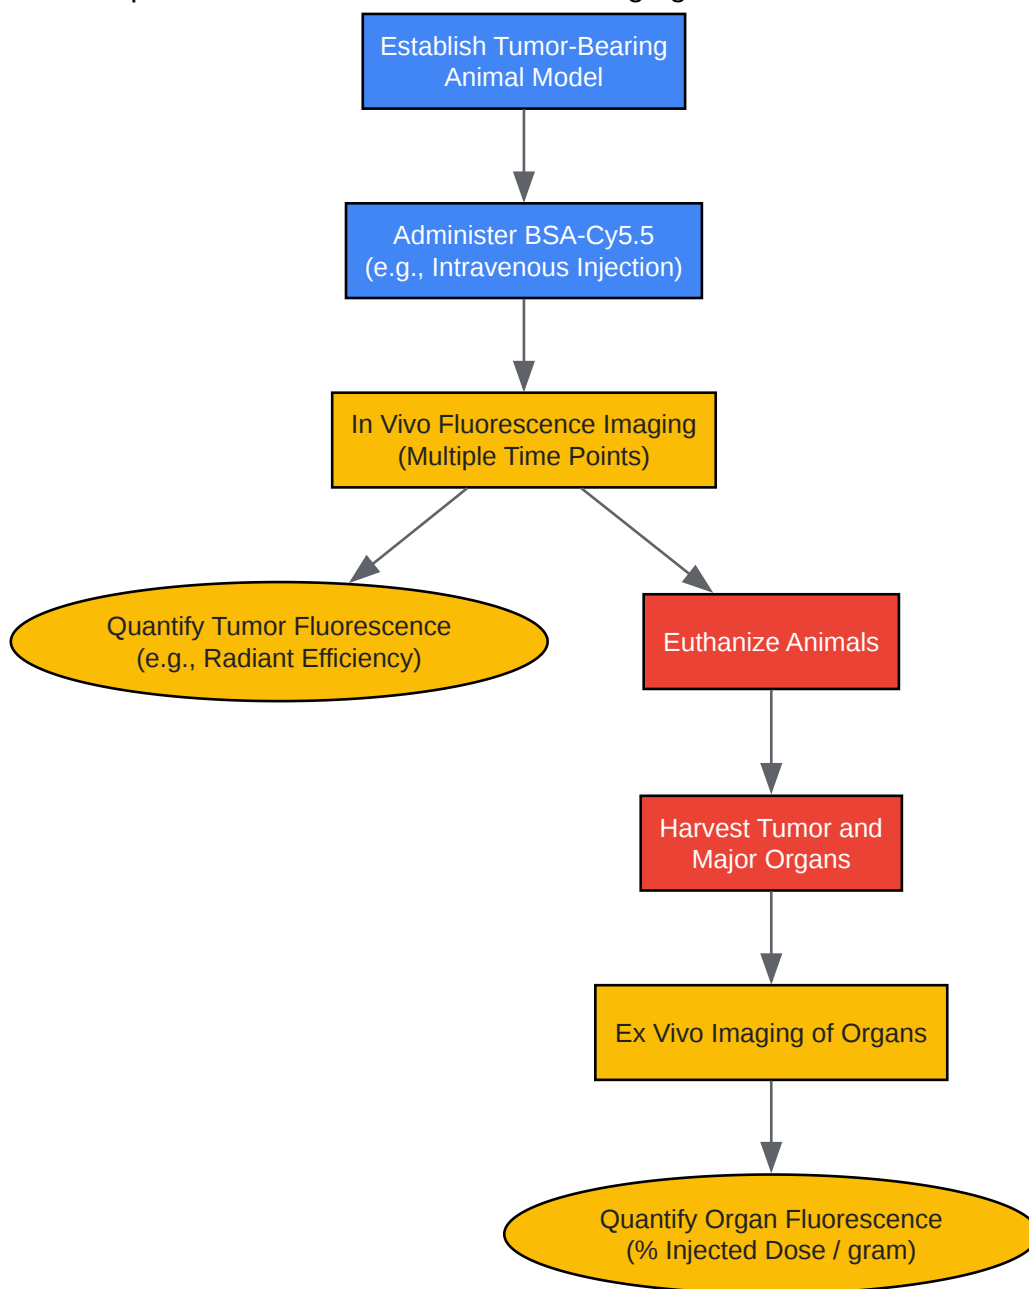 Establish Tumor-Bearing
Animal Model
Administer BSA-Cy5.5
(e.g., Intravenous Injection)
In Vivo Fluorescence Imaging
(Multiple Time Points)
Quantify Tumor Fluorescence
(e.g., Radiant Efficiency)
Euthanize Animals
Harvest Tumor and
Major Organs
Ex Vivo Imaging of Organs
Quantify Organ Fluorescence
(% Injected Dose / gram)